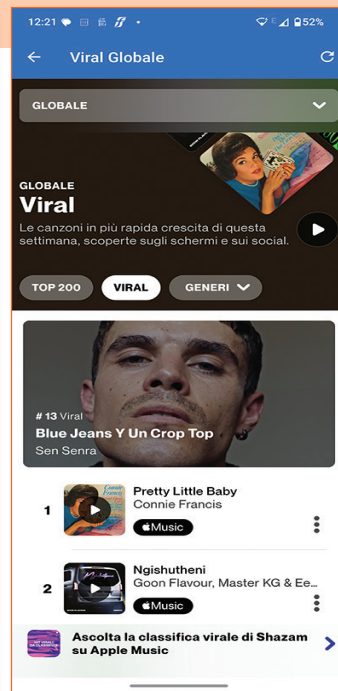 12:21
52%
Viral Globale
GLOBALE
GLOBALE
Viral
Le canzoni in più rapida crescita di questa
settimana, scoperte sugli schermi e sui social.
TOP 200 VIRAL GENERI
# 13 Viral
Blue Jeans Y Un Crop Top
Sen Senra
1
Pretty Little Baby
Connie Francis
Music
2
Ngishutheni
Goon Flavour, Master KG & Ee...
Music
Ascolta la classifica virale di Shazam
su Apple Music